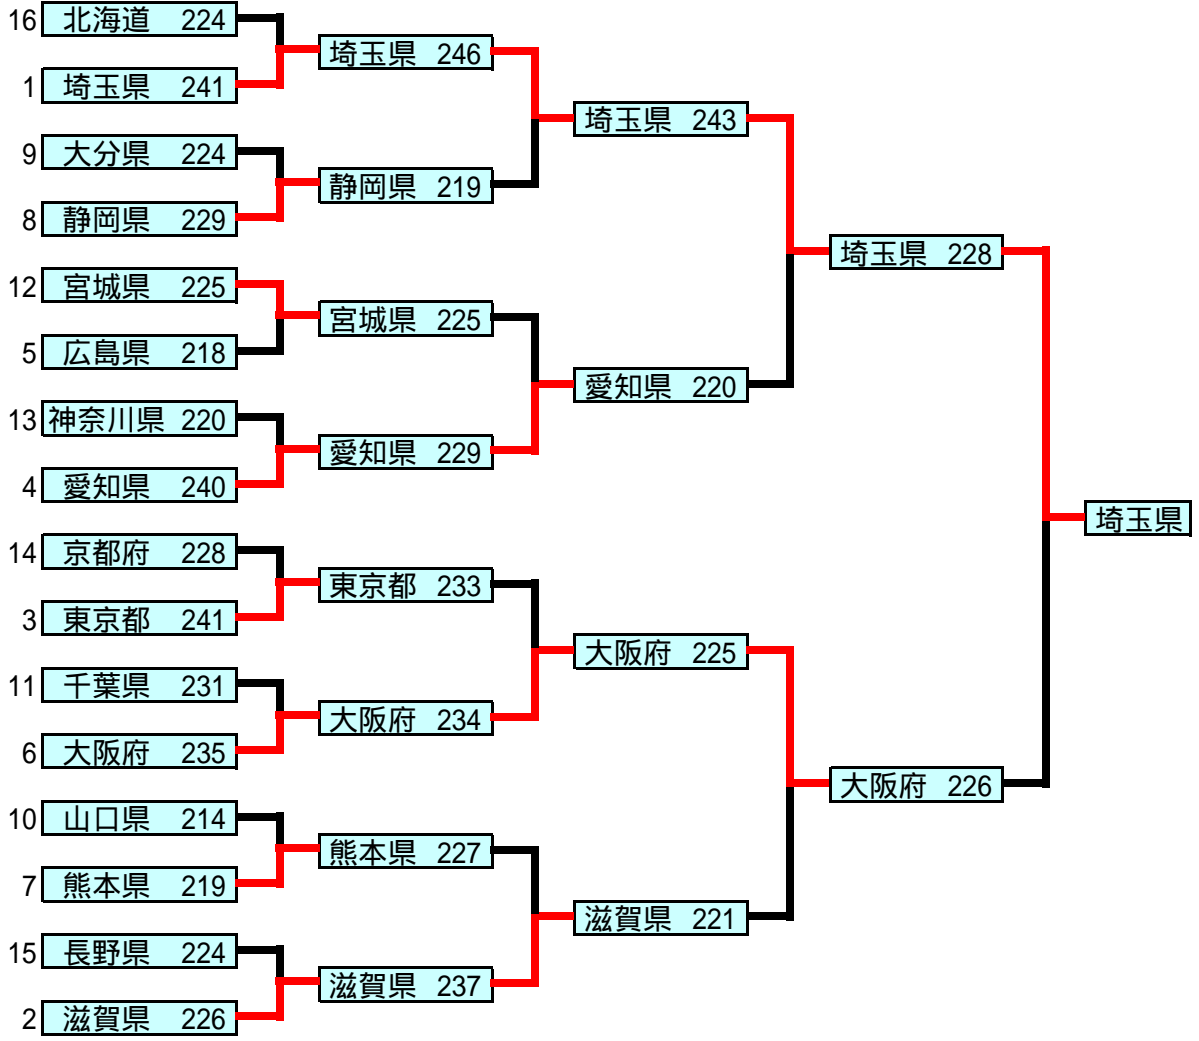 16 北海道 224
1 埼玉県 241
9 大分県 224
8 静岡県 229
12 宮城県 225
5 広島県 218
13 神奈川県 220
4 愛知県 240
14 京都府 228
3 東京都 241
11 千葉県 231
6 大阪府 235
10 山口県 214
7 熊本県 219
15 長野県 224
2 滋賀県 226
埼玉県 246
静岡県 219
宮城県 225
愛知県 229
東京都 233
大阪府 234
熊本県 227
滋賀県 237
埼玉県 243
愛知県 220
大阪府 225
滋賀県 221
埼玉県 228
大阪府 226
埼玉県